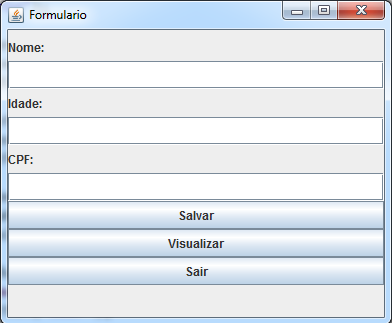 Formulario
Nome:
Idade:
CPF:
Salvar
Visualizar
Sair